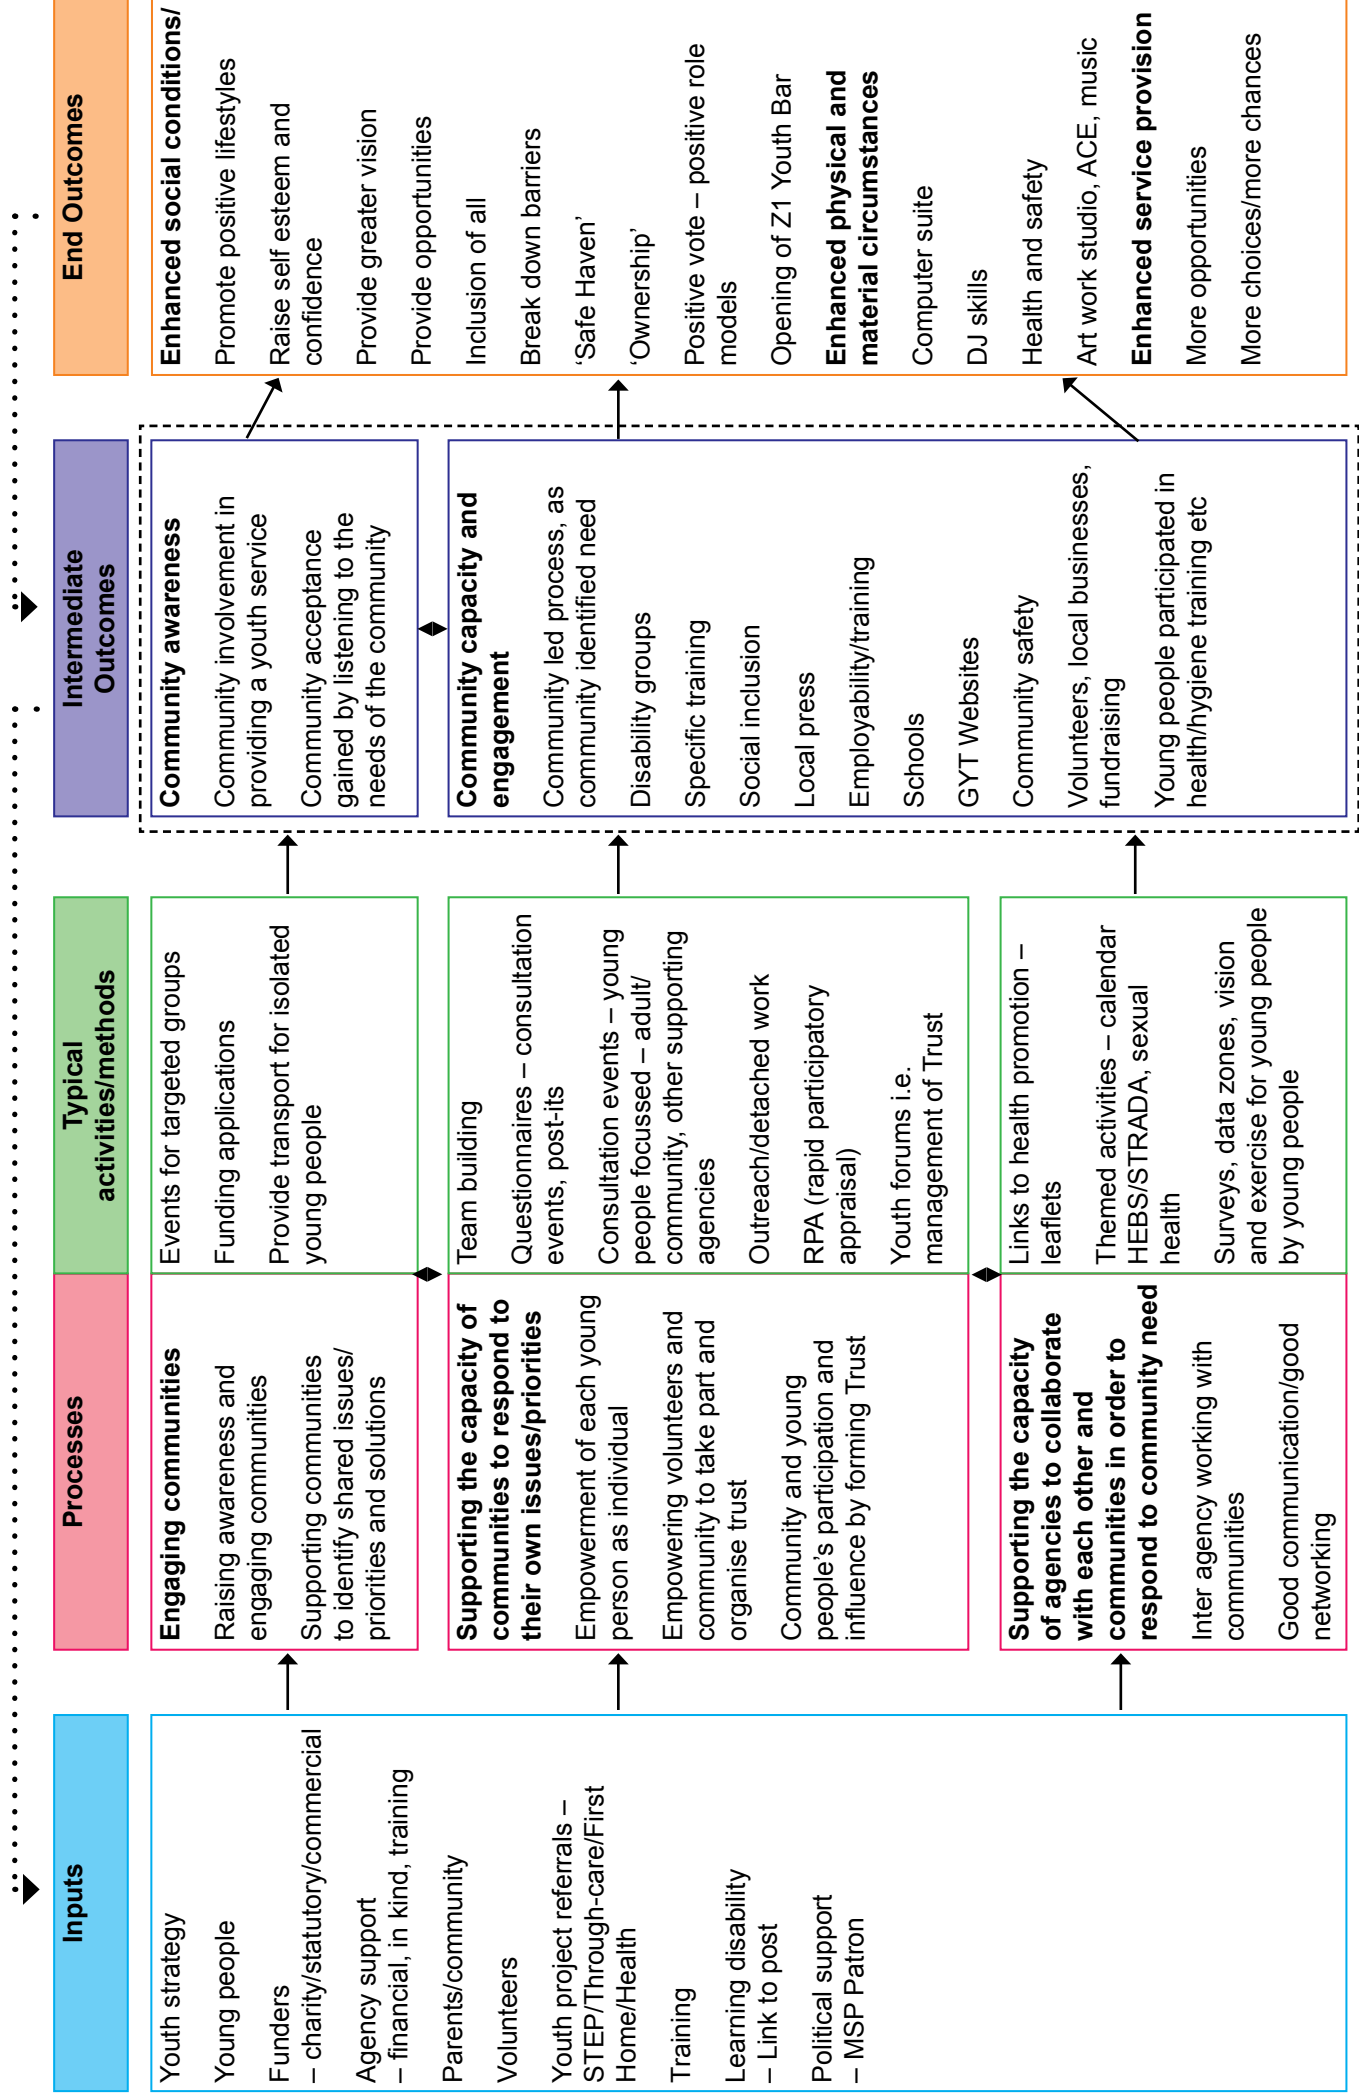 Inputs
Youth strategy
Young people
Funders
– charity/statutory/commercial
Agency support
– financial, in kind, training
Parents/community
Volunteers
Youth project referrals –
STEP/Through-care/First
Home/Health
Training
Learning disability
– Link to post
Political support
– MSP Patron
Processes
Engaging communities
Raising awareness and
engaging communities
Supporting communities
to identify shared issues/
priorities and solutions
Supporting the capacity of
communities to respond to
their own issues/priorities
Empowerment of each young
person as individual
Empowering volunteers and
community to take part and
organise trust
Community and young
people’s participation and
influence by forming Trust
Supporting the capacity
of agencies to collaborate
with each other and
communities in order to
respond to community need
Inter agency working with
communities
Good communication/good
networking
Typical
activities/methods
Events for targeted groups
Funding applications
Provide transport for isolated
young people
Team building
Questionnaires – consultation
events, post-its
Consultation events – young
people focussed – adult/
community, other supporting
agencies
Outreach/detached work
RPA (rapid participatory
appraisal)
Youth forums i.e.
management of Trust
Links to health promotion –
leaflets
Themed activities – calendar
HEBS/STRADA, sexual
health
Surveys, data zones, vision
and exercise for young people
by young people
Intermediate
Outcomes
Community awareness
Community involvement in
providing a youth service
Community acceptance
gained by listening to the
needs of the community
Community capacity and
engagement
Community led process, as
community identified need
Disability groups
Specific training
Social inclusion
Local press
Employability/training
Schools
GYT Websites
Community safety
Volunteers, local businesses,
fundraising
Young people participated in
health/hygiene training etc
End Outcomes
Enhanced social conditions/
Promote positive lifestyles
Raise self esteem and
confidence
Provide greater vision
Provide opportunities
Inclusion of all
Break down barriers
‘Safe Haven’
‘Ownership’
Positive vote – positive role
models
Opening of Z1 Youth Bar
Enhanced physical and
material circumstances
Computer suite
DJ skills
Health and safety
Art work studio, ACE, music
Enhanced service provision
More opportunities
More choices/more chances